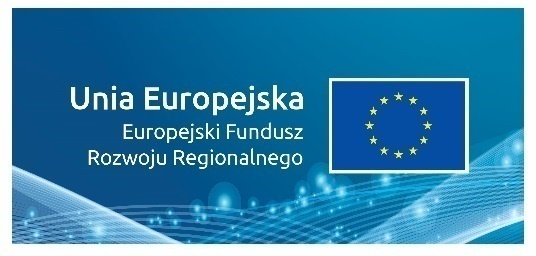 Unia Europejska
Europejski Fundusz
Rozwoju Regionalnego